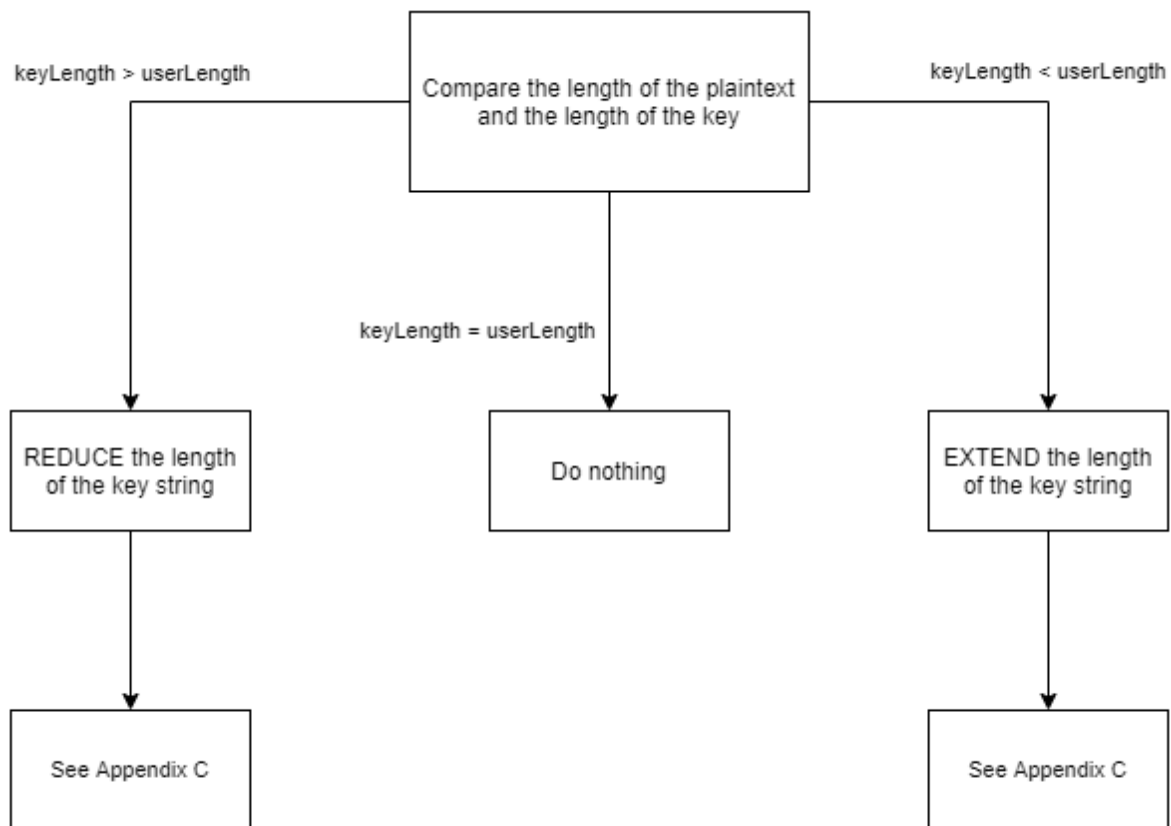 keyLength > userLength
Compare the length of the plaintext
and the length of the key
keyLength < userLength
keyLength = userLength
REDUCE the length
of the key string
Do nothing
EXTEND the length
of the key string
See Appendix C
See Appendix C